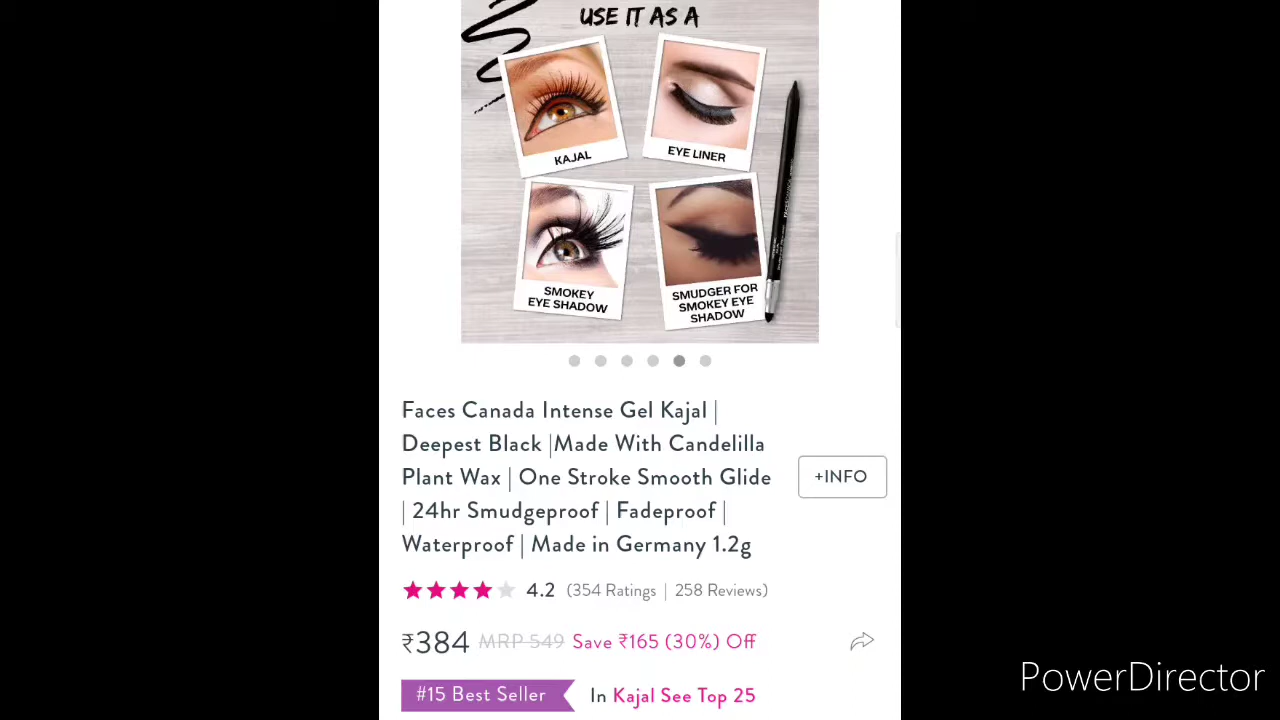 USE IT AS A
KAJAL
EYE LINER
SMOKEY
EYE SHADOW
SMUDGER FOR
SMOKEY EYE
SHADOW
Faces Canada Intense Gel Kajal |
Deepest Black |Made With Candelilla
Plant Wax | One Stroke Smooth Glide
| 24hr Smudgeproof | Fadeproof |
Waterproof | Made in Germany 1.2g
+INFO
4.2 (354 Ratings | 258 Reviews)
₹384 MRP 549 Save ₹165 (30%) Off
#15 Best Seller In Kajal See Top 25
PowerDirector